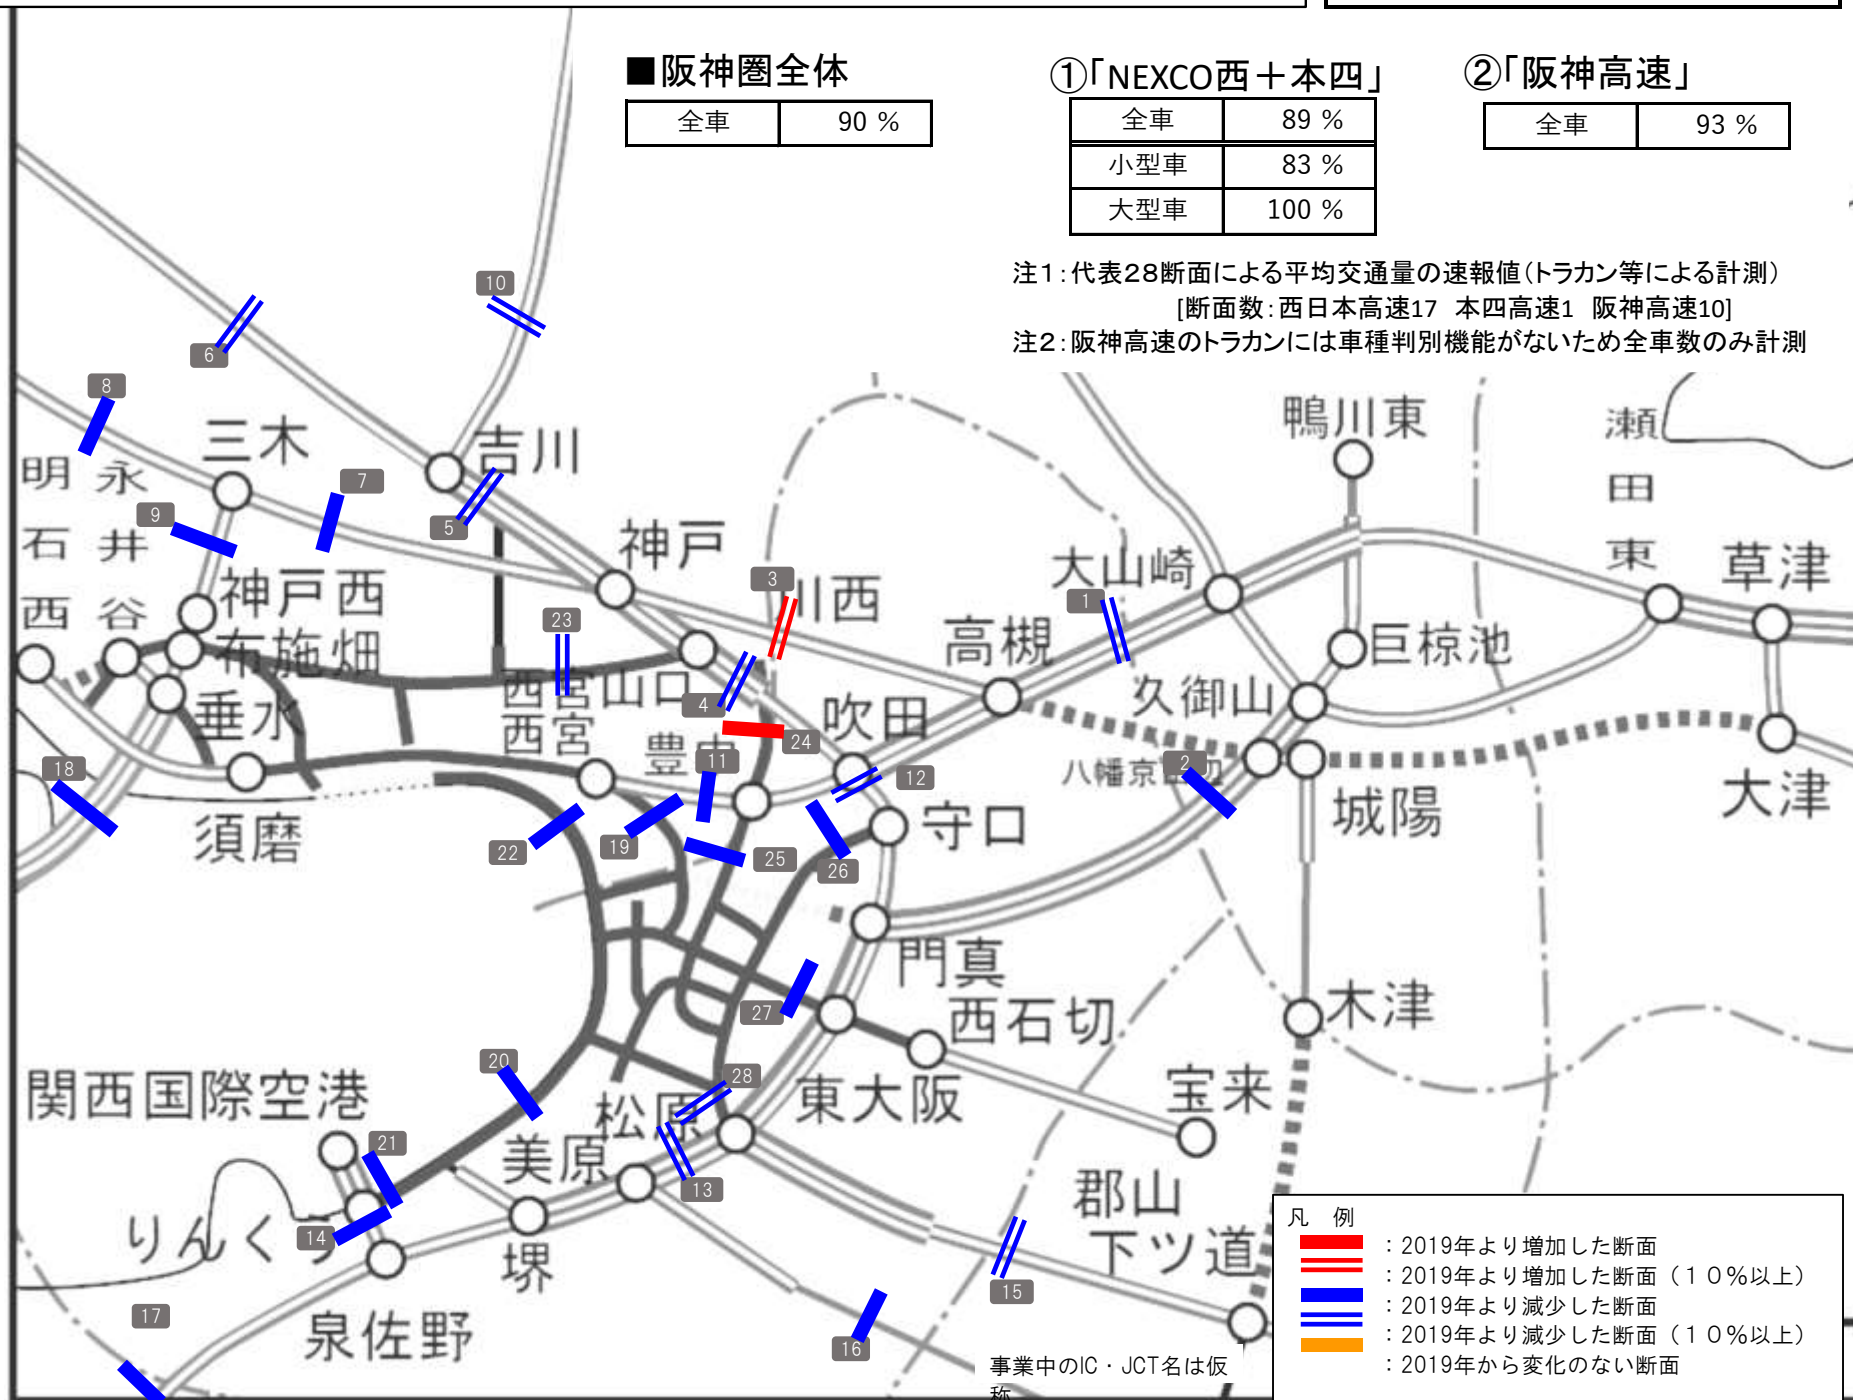 ■阪神圏全体
全車 90 %
①「NEXCO西＋本四」
全車 89 %
小型車 83 %
大型車 100 %
②「阪神高速」
全車 93 %
注1：代表28断面による平均交通量の速報値（トラカン等による計測）
[断面数：西日本高速17 本四高速1 阪神高速10]
注2：阪神高速のトラカンには車種判別機能がないため全車数のみ計測
10
6
8
三木
吉川
鴨川東
瀬田東
明石西
永井谷
7
9
5
神戸
大山崎
草津
神戸西
3
川西
1
布施畑
23
高槻
巨椋池
西宮山口
4
久御山
垂水
西宮
吹田
24
豊中
11
12
八幡京
2
18
大津
須磨
22
19
守口
城陽
25
26
門真
27
西石切
木津
20
28
関西国際空港
松原
東大阪
宝来
21
美原
13
郡山
りんくう
14
堺
下ツ道
15
17
泉佐野
16
事業中のIC・JCT名は仮
称
凡 例
：2019年より増加した断面
：2019年より増加した断面（１０％以上）
：2019年より減少した断面
：2019年より減少した断面（１０％以上）
：2019年から変化のない断面